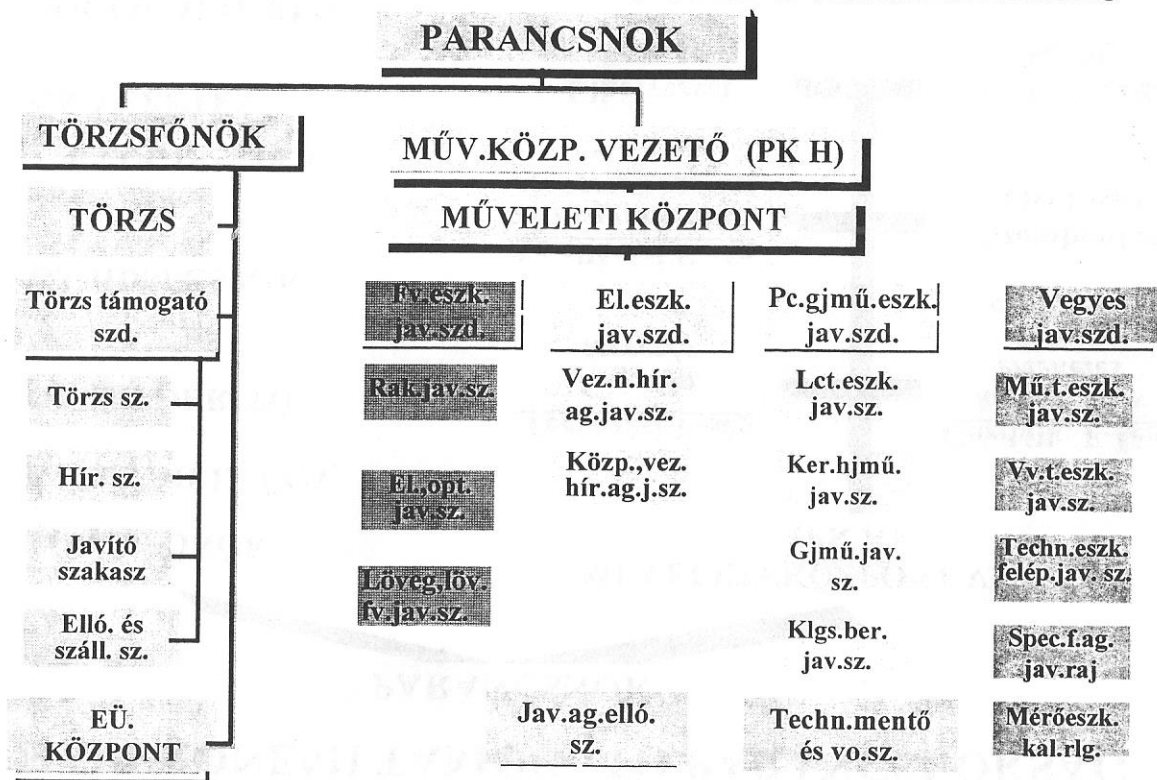 PARANCSNOK
TÖRZSFŐNÖK
MŰV.KÖZP. VEZETŐ (PK H)
TÖRZS
MŰVELETI KÖZPONT
Törzs támogató
szd.
Törzs sz.
Hír. sz.
Javító
szakasz
Elló. és
száll. sz.
EÜ.
KÖZPONT
Fv.eszk.
jav.szd.
Rak.jav.sz.
El.,opt.
jav.sz.
Löveg,löv.
fv.jav.sz.
El.eszk.
jav.szd.
Vez.n.hír.
ag.jav.sz.
Közp.,vez.
hír.ag.j.sz.
Jav.ag.elló.
sz.
Pc.gjmű.eszk.
jav.szd.
Lct.eszk.
jav.sz.
Ker.hjmű.
jav.sz.
Gjmű.jav.
sz.
Klgs.ber.
jav.sz.
Techn.mentő
és vo.sz.
Vegyes
jav.szd.
Mű.t.eszk.
jav.sz.
Vv.t.eszk.
jav.sz.
Techn.eszk.
felép.jav. sz.
Spec.f.ag.
jav.raj
Mérőeszk.
kal.rlg.